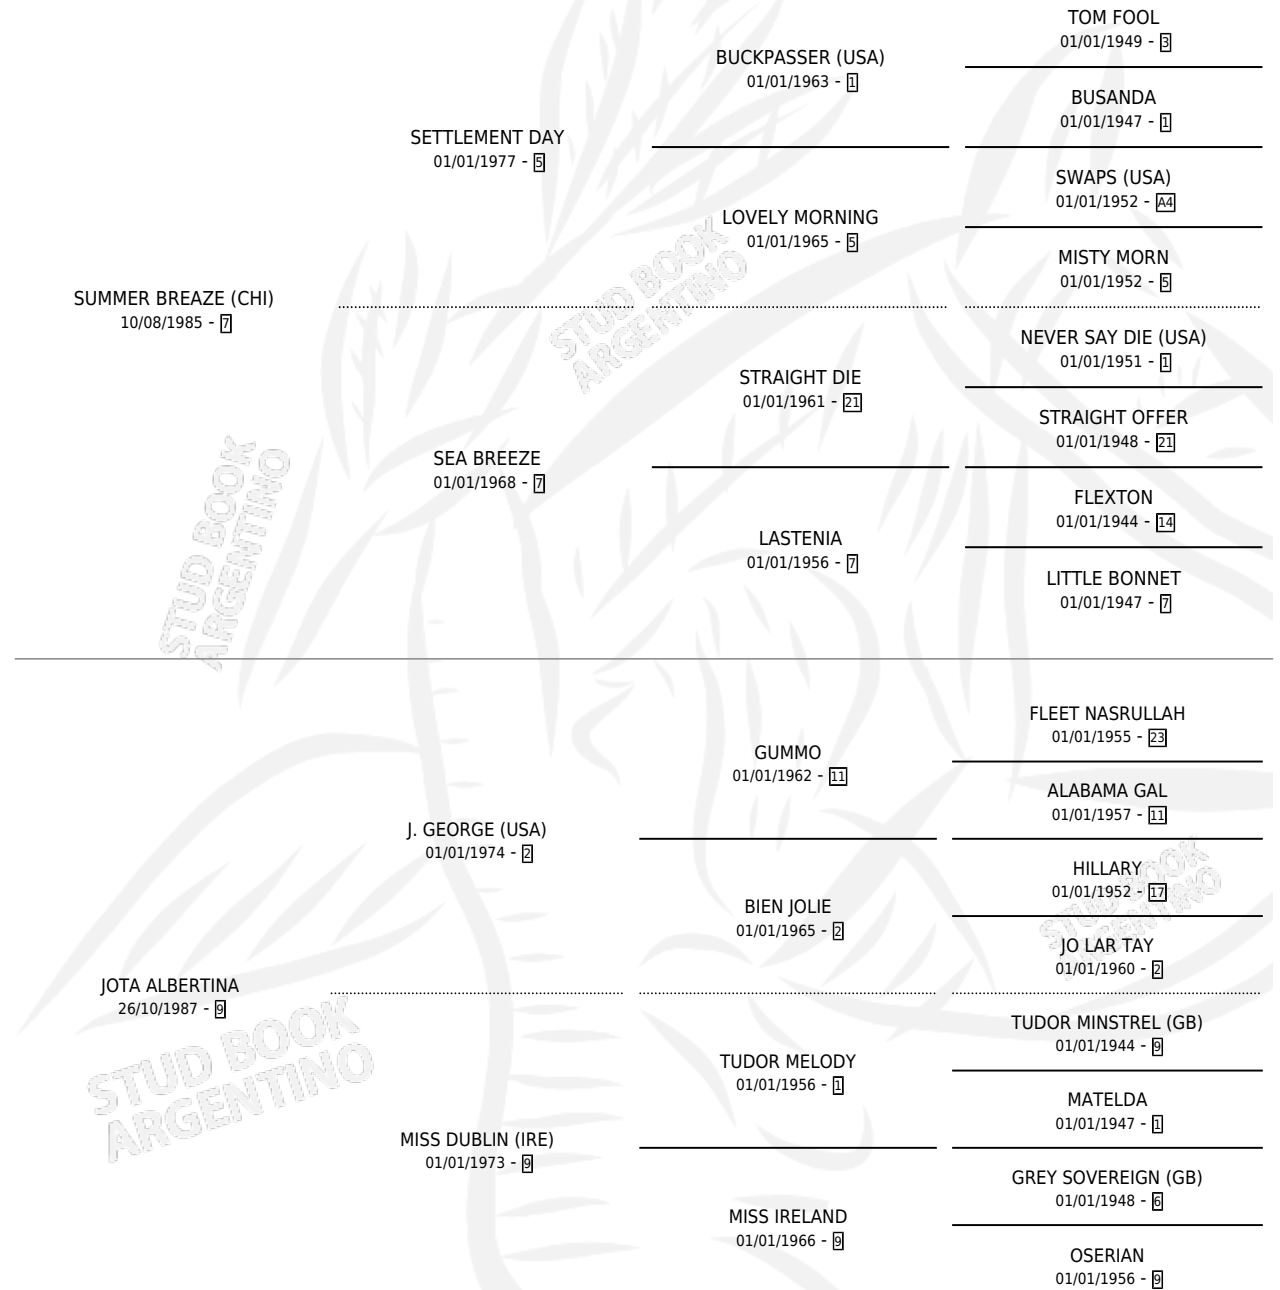 TOM FOOL
01/01/1949 - 3
BUCKPASSER (USA)
01/01/1963 - 1
BUSANDA
01/01/1947 - 1
SETTLEMENT DAY
01/01/1977 - 5
SWAPS (USA)
01/01/1952 - A4
LOVELY MORNING
01/01/1965 - 5
MISTY MORN
01/01/1952 - 5
SUMMER BREAZE (CHI)
10/08/1985 - 7
NEVER SAY DIE (USA)
01/01/1951 - 1
STRAIGHT DIE
01/01/1961 - 21
STRAIGHT OFFER
01/01/1948 - 21
SEA BREEZE
01/01/1968 - 7
FLEXTON
01/01/1944 - 14
LASTENIA
01/01/1956 - 7
LITTLE BONNET
01/01/1947 - 7
FLEET NASRULLAH
01/01/1955 - 23
GUMMO
01/01/1962 - 11
ALABAMA GAL
01/01/1957 - 11
J. GEORGE (USA)
01/01/1974 - 2
HILLARY
01/01/1952 - 17
BIEN JOLIE
01/01/1965 - 2
JO LAR TAY
01/01/1960 - 2
JOTA ALBERTINA
26/10/1987 - 9
TUDOR MINSTREL (GB)
01/01/1944 - 9
TUDOR MELODY
01/01/1956 - 1
MATELDA
01/01/1947 - 1
MISS DUBLIN (IRE)
01/01/1973 - 9
GREY SOVEREIGN (GB)
01/01/1948 - 6
MISS IRELAND
01/01/1966 - 9
OSERIAN
01/01/1956 - 9
STUD BOOK
ARGENTINO
STUD BOOK
ARGENTINO
STUD BOOK
ARGENTINO
STUD BOOK
ARGENTINO